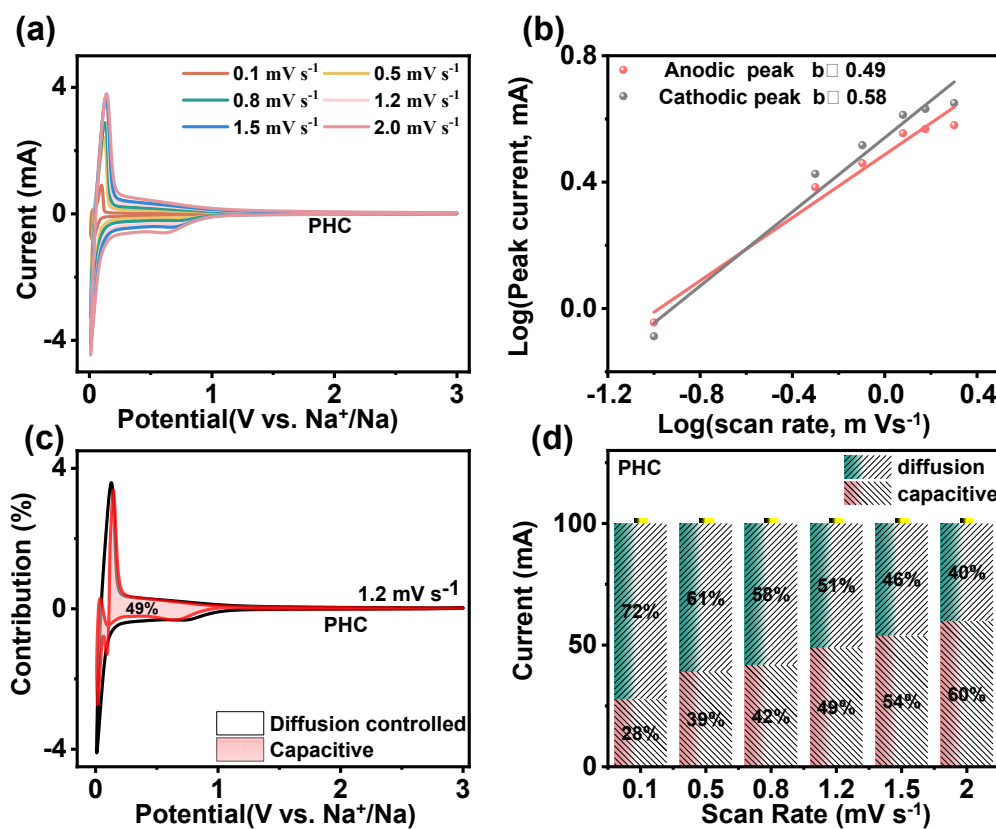 (a)
0.1 mV s⁻¹ 0.5 mV s⁻¹
0.8 mV s⁻¹ 1.2 mV s⁻¹
1.5 mV s⁻¹ 2.0 mV s⁻¹
4
0
-4
Current (mA)
PHC
0 1 2 3
Potential(V vs. Na⁺/Na)
(b)
Anodic peak b□ 0.49
Cathodic peak b□ 0.58
0.8
0.4
0.0
Log(Peak current, mA)
-1.2 -0.8 -0.4 0.0 0.4
Log(scan rate, m Vs⁻¹)
(c)
4
0
-4
Contribution (%)
49%
1.2 mV s⁻¹
PHC
Diffusion controlled
Capacitive
0 1 2 3
Potential(V vs. Na⁺/Na)
(d)
PHC
diffusion
capacitive
100
50
0
Current (mA)
72% 61% 58% 51% 46% 40%
28% 39% 42% 49% 54% 60%
0.1 0.5 0.8 1.2 1.5 2
Scan Rate (mV s⁻¹)